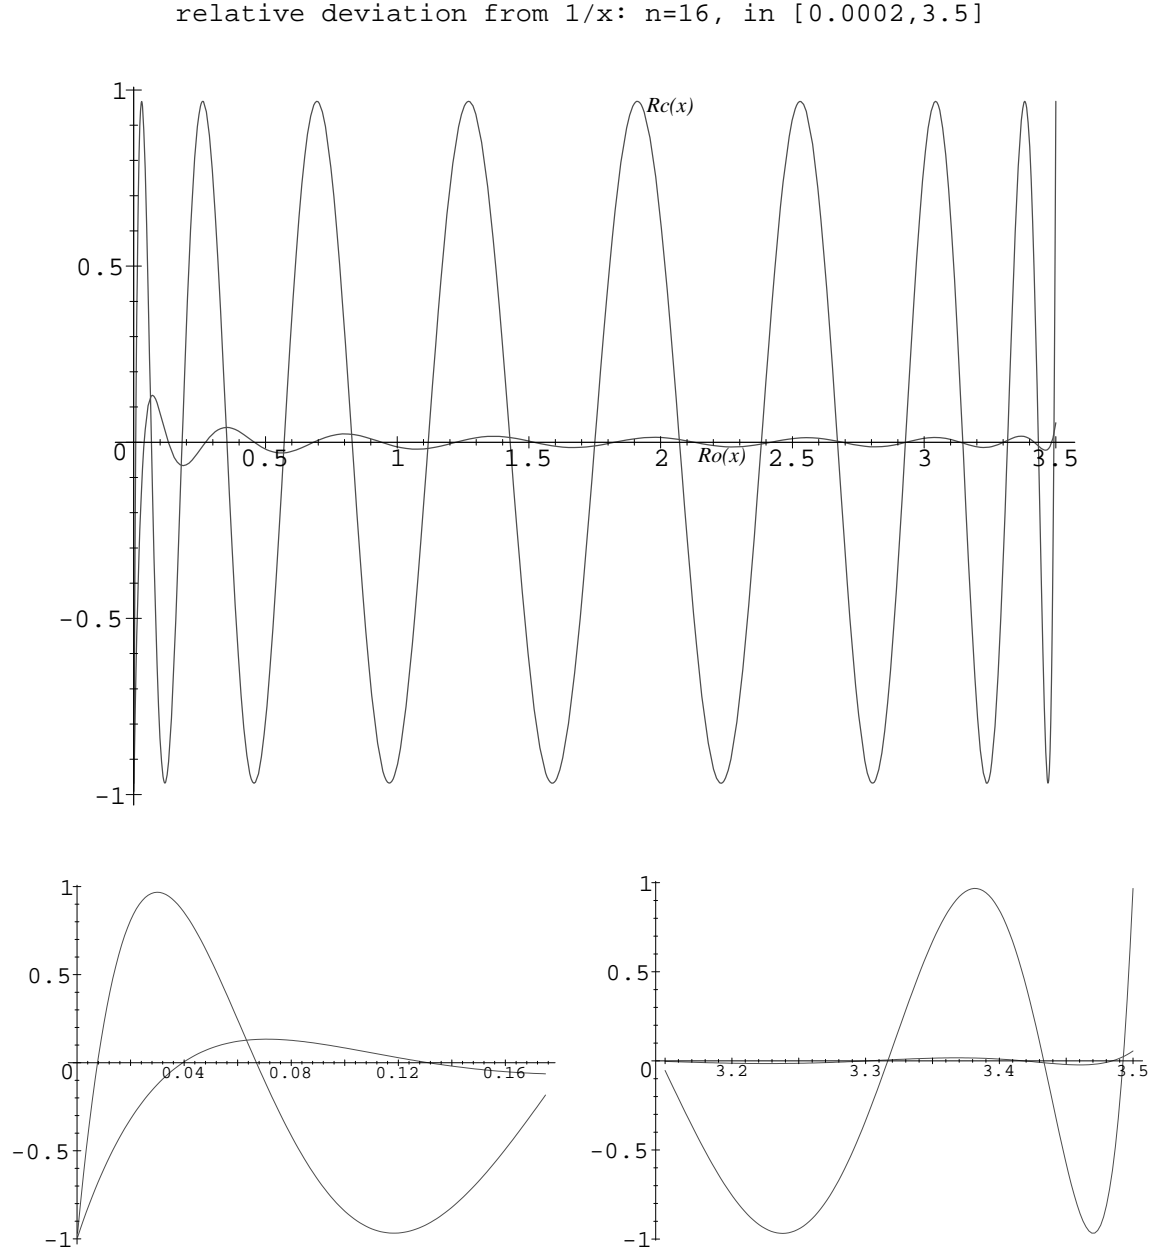 relative deviation from 1/x: n=16, in [0.0002,3.5]
1
Rc(x)
0.5
0 0.5 1 1.5 2 Ro(x) 2.5 3 3.5
-0.5
-1
1
0.5
0 0.04 0.08 0.12 0.16
-0.5
-1
1
0.5
0 3.2 3.3 3.4 3.5
-0.5
-1